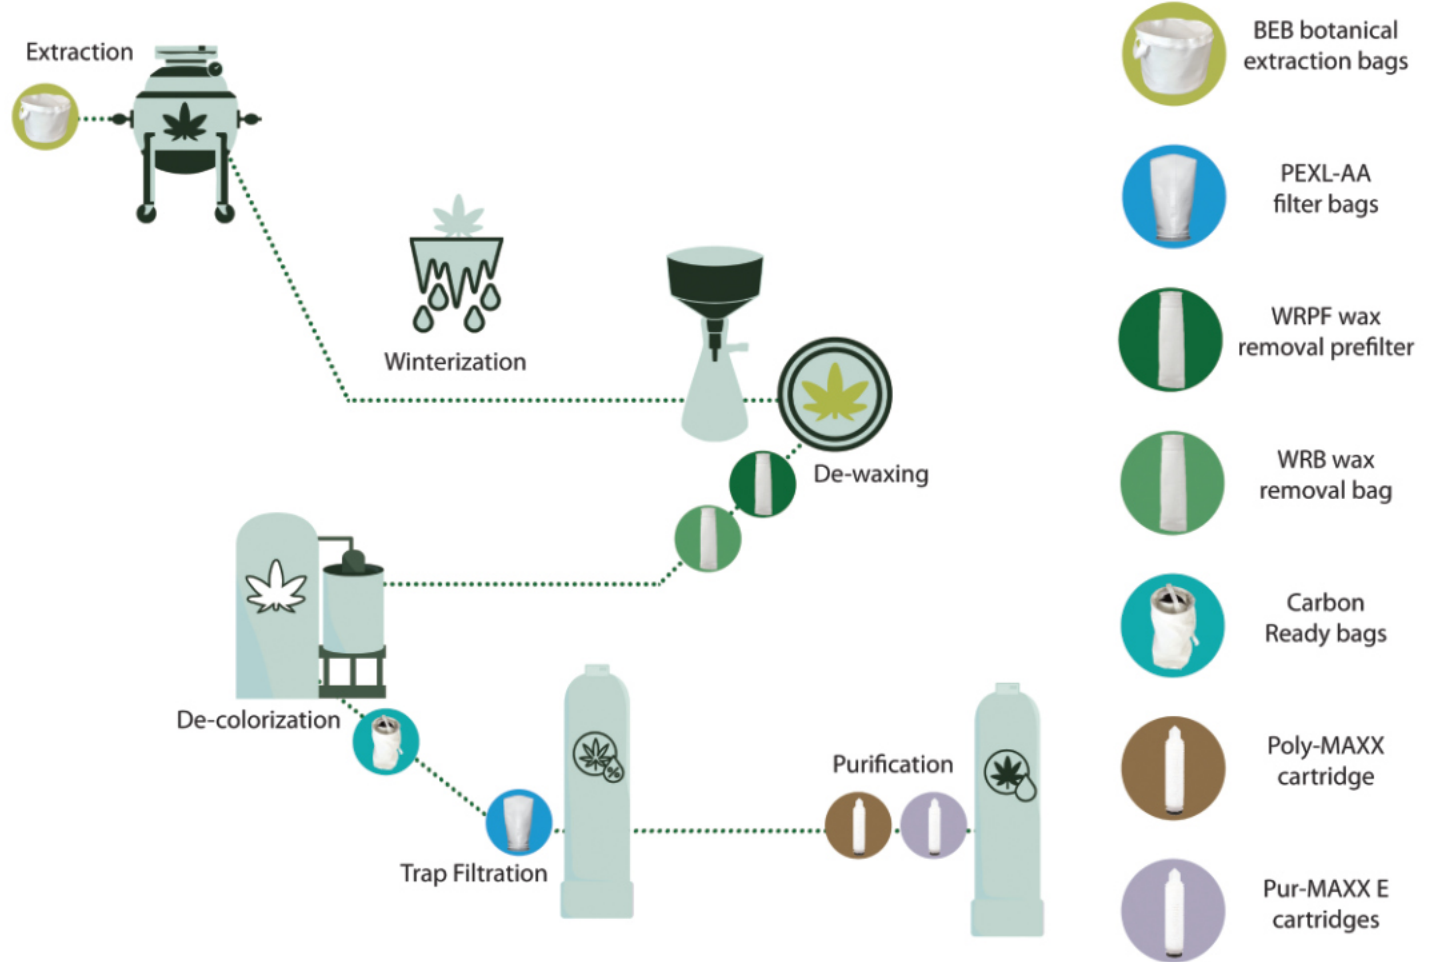 Extraction
Winterization
De-waxing
De-colorization
%
Trap Filtration
Purification
BEB botanical
extraction bags
PEXL-AA
filter bags
WRPF wax
removal prefilter
WRB wax
removal bag
Carbon
Ready bags
Poly-MAXX
cartridge
Pur-MAXX E
cartridges